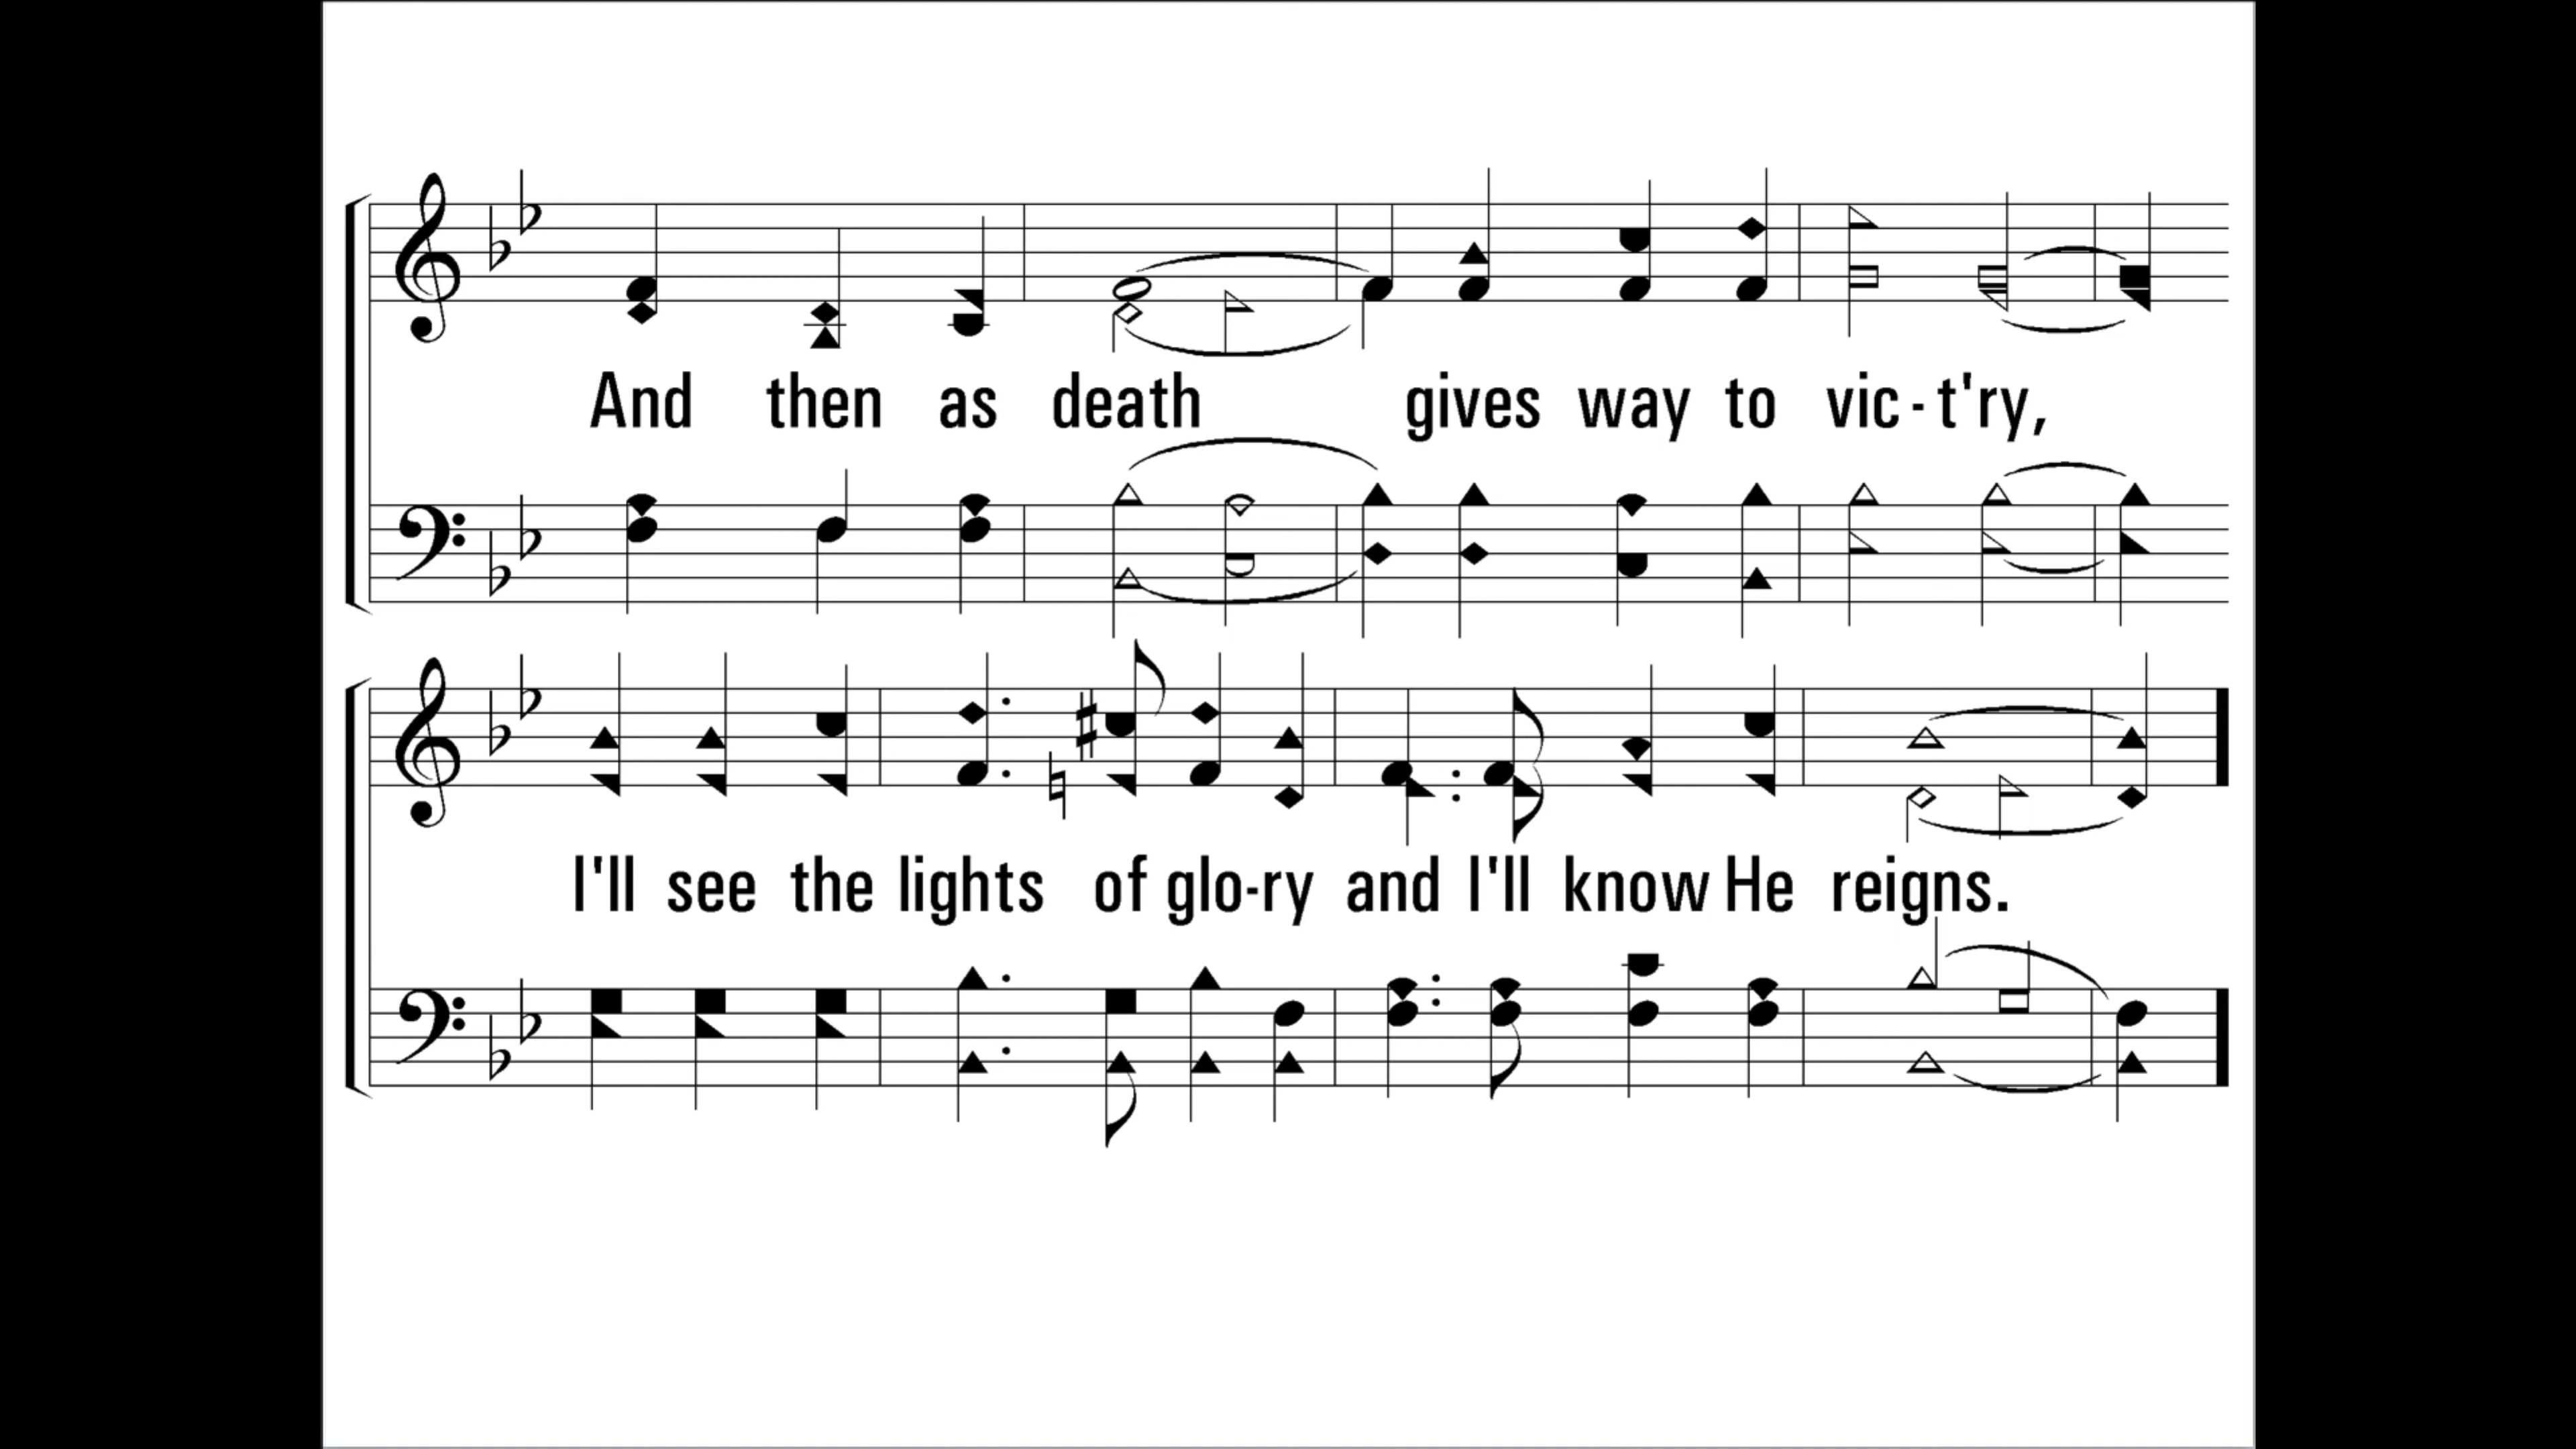 And then as death gives way to vic-t'ry,
I'll see the lights of glo-ry and I'll know He reigns.